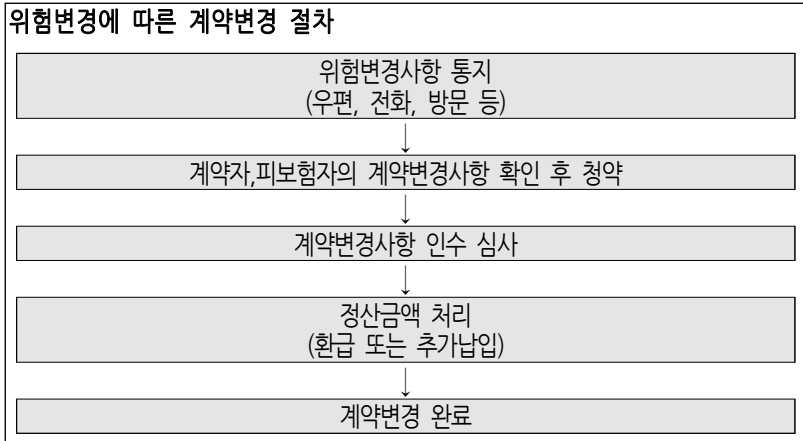 위험변경에 따른 계약변경 절차
위험변경사항 통지
(우편, 전화, 방문 등)
↓
계약자,피보험자의 계약변경사항 확인 후 청약
↓
계약변경사항 인수 심사
↓
정산금액 처리
(환급 또는 추가납입)
↓
계약변경 완료